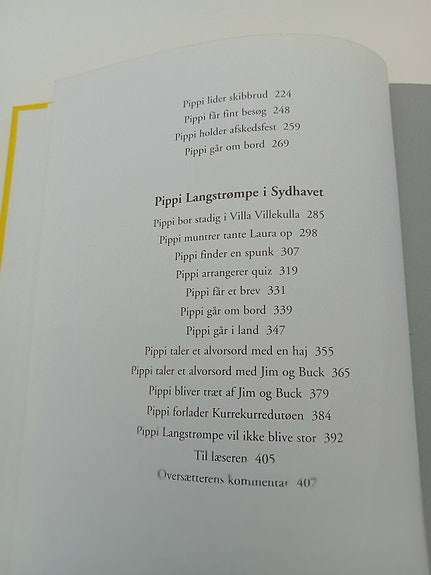 Pippi lider skibbrud 224
Pippi får fint besøg 248
Pippi holder afskedsfest 259
Pippi går om bord 269
Pippi Langstrømpe i Sydhavet
Pippi bor stadig i Villa Villekulla 285
Pippi muntrer tante Laura op 298
Pippi finder en spunk 307
Pippi arrangerer quiz 319
Pippi får et brev 331
Pippi går om bord 339
Pippi går i land 347
Pippi taler et alvorsord med en haj 355
Pippi taler et alvorsord med Jim og Buck 365
Pippi bliver træt af Jim og Buck 379
Pippi forlader Kurrekurredutøen 384
Pippi Langstrømpe vil ikke blive stor 392
Til læseren 405
Oversætterens kommentar 407